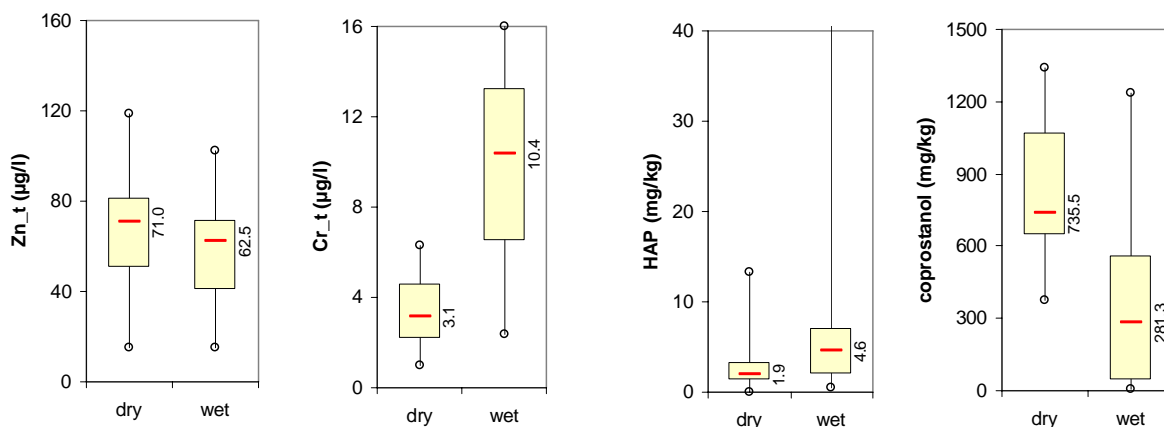 Zn_t (µg/l)
160
120
80
40
0
71.0
62.5
dry
wet
Cr_t (µg/l)
16
12
8
4
0
3.1
10.4
dry
wet
HAP (mg/kg)
40
30
20
10
0
1.9
4.6
dry
wet
coprostanol (mg/kg)
1500
1200
900
600
300
0
735.5
281.3
dry
wet